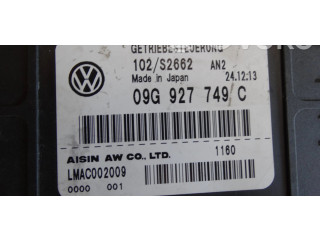 GETRIEBESTEUERUNG
102/S2662 AN2
Made in Japan 24.12.13
09G 927 749 C
AISIN AW CO., LTD. 1160
LMAC002009
0000 001